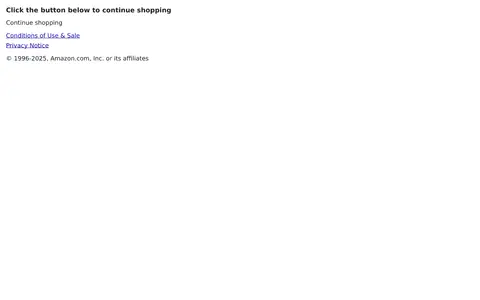 Click the button below to continue shopping
Continue shopping
Conditions of Use & Sale
Privacy Notice
© 1996-2025, Amazon.com, Inc. or its affiliates